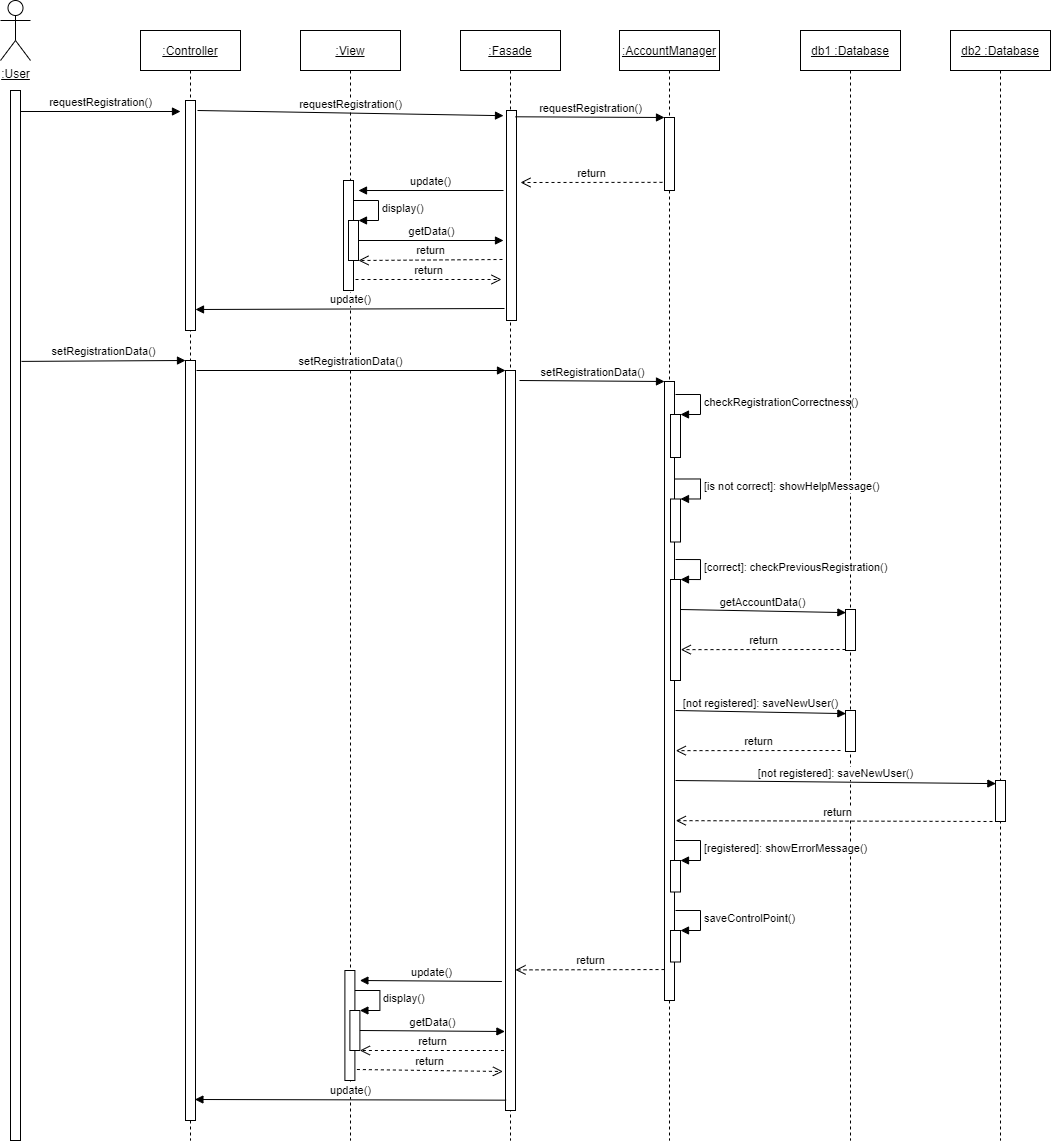 :User
:Controller
:View
:Fasade
:AccountManager
db1 :Database
db2 :Database
requestRegistration()
requestRegistration()
requestRegistration()
return
update()
display()
getData()
return
return
update()
setRegistrationData()
setRegistrationData()
setRegistrationData()
checkRegistrationCorrectness()
[is not correct]: showHelpMessage()
[correct]: checkPreviousRegistration()
getAccountData()
return
[not registered]: saveNewUser()
return
[not registered]: saveNewUser()
return
[registered]: showErrorMessage()
saveControlPoint()
return
update()
display()
getData()
return
return
update()